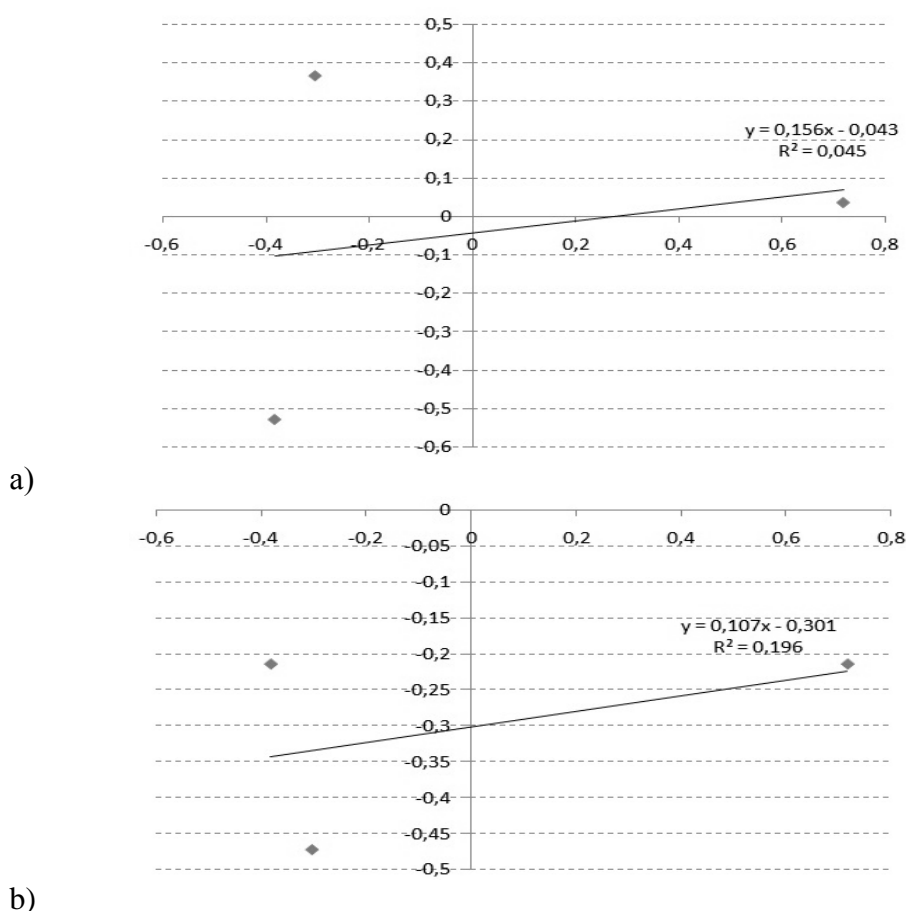 0,5
0,4
0,3
0,2
y = 0,156x - 0,043
R² = 0,045
0,1
0
-0,6 -0,4 -0,2 0 0,2 0,4 0,6 0,8
-0,1
-0,2
-0,3
-0,4
-0,5
-0,6
a)
0
-0,6 -0,4 -0,2 0 0,2 0,4 0,6 0,8
-0,05
-0,1
-0,15
y = 0,107x - 0,301
R² = 0,196
-0,2
-0,25
-0,3
-0,35
-0,4
-0,45
-0,5
b)